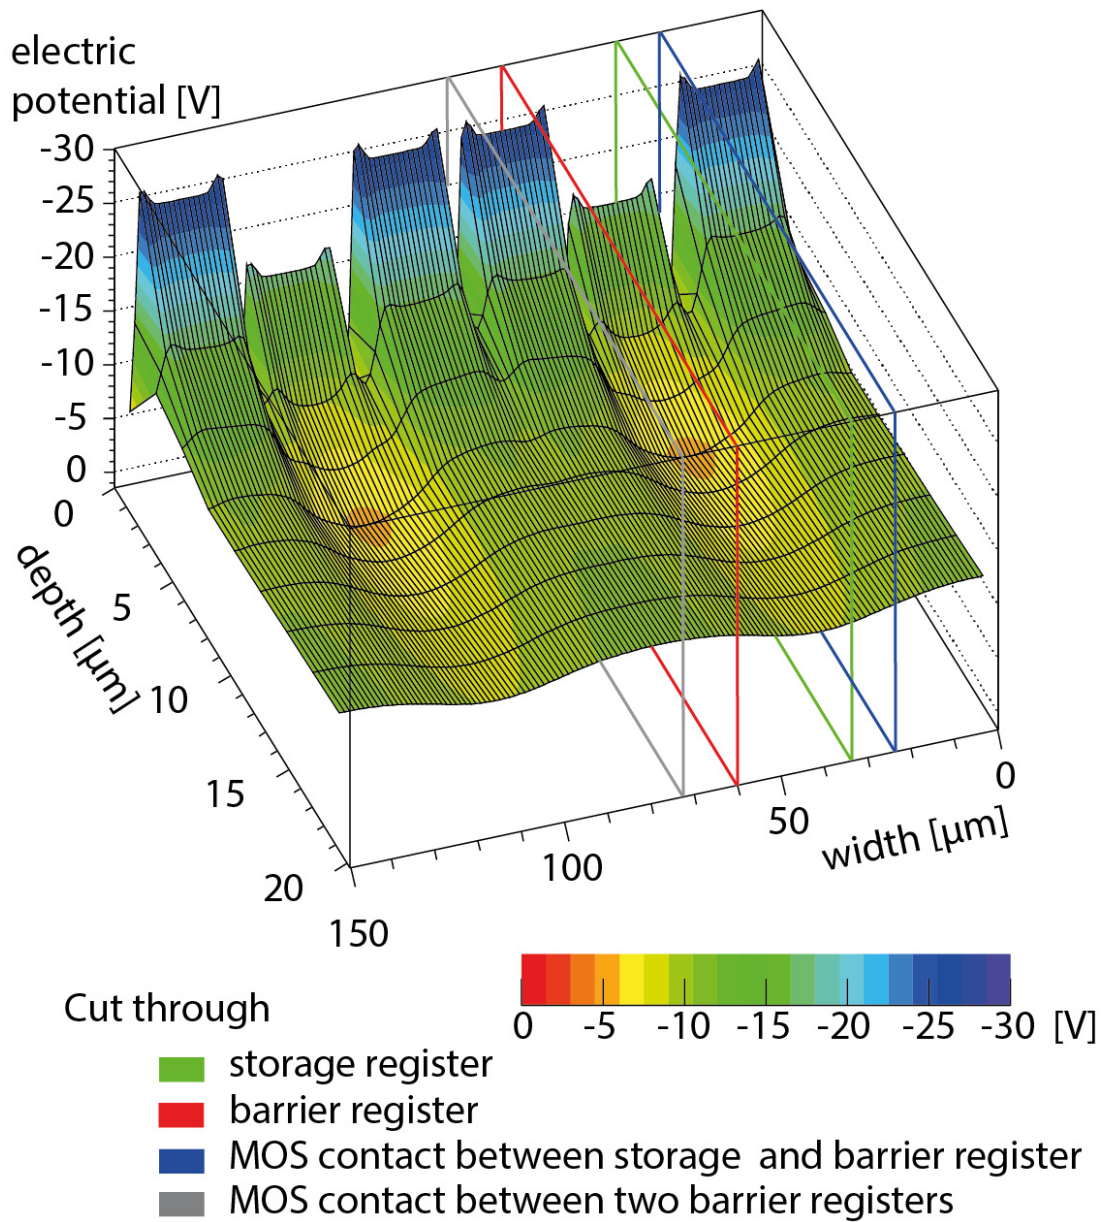 electric
potential [V]
-30
-25
-20
-15
-10
-5
0
0
5
10
15
20
depth [µm]
150
100
50
0
width [µm]
0 -5 -10 -15 -20 -25 -30 [V]
Cut through
storage register
barrier register
MOS contact between storage and barrier register
MOS contact between two barrier registers